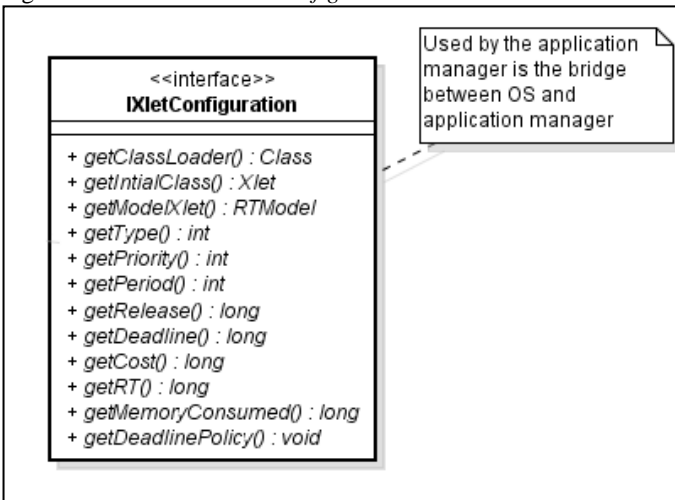 <<interface>>
IXletConfiguration
+ getClassLoader() : Class
+ getIntialClass() : Xlet
+ getModelXlet() : RTModel
+ getType() : int
+ getPriority() : int
+ getPeriod() : int
+ getRelease() : long
+ getDeadline() : long
+ getCost() : long
+ getRT() : long
+ getMemoryConsumed() : long
+ getDeadlinePolicy() : void
Used by the application
manager is the bridge
between OS and
application manager